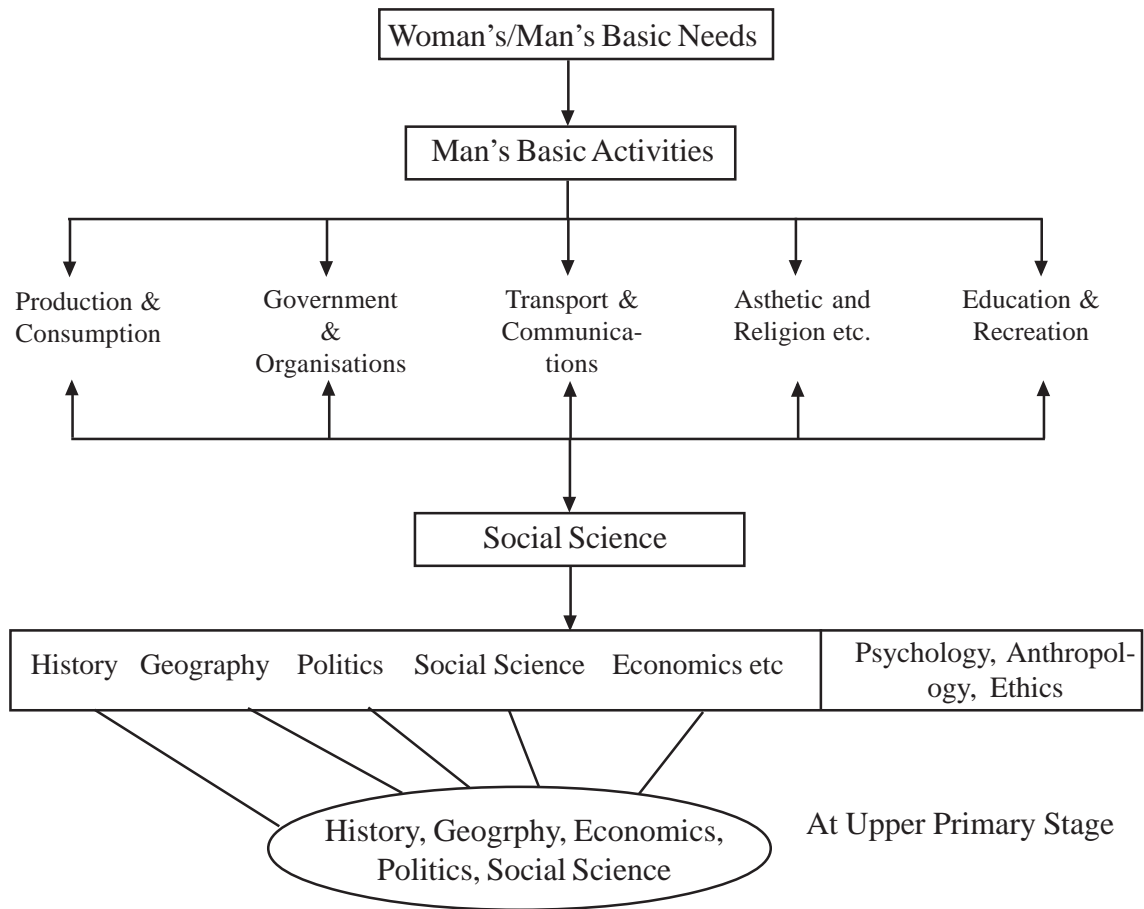 Woman's/Man's Basic Needs
Man's Basic Activities
Production &
Consumption
Government
&
Organisations
Transport &
Communica-
tions
Asthetic and
Religion etc.
Education &
Recreation
Social Science
History Geography Politics Social Science Economics etc
Psychology, Anthropol-
ogy, Ethics
History, Geogrphy, Economics,
Politics, Social Science
At Upper Primary Stage